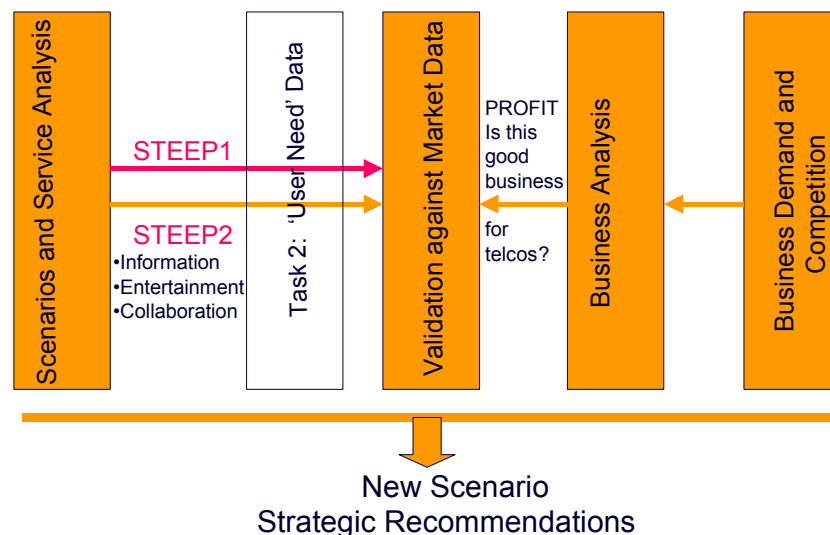 Scenarios and Service Analysis
STEEP1
STEEP2
•Information
•Entertainment
•Collaboration
Task 2:  ‘User Need’ Data
Validation against Market Data
PROFIT
Is this
good
business
for
telcos?
Business Analysis
Business Demand and
Competition
New Scenario
Strategic Recommendations